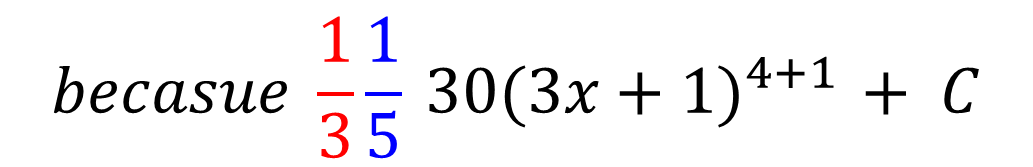 becasue 1/3 1/5 30(3x + 1)^{4+1} + C